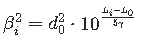 β_i^2 = d_0^2 · 10^{\frac{L_i - L_0}{5γ}}